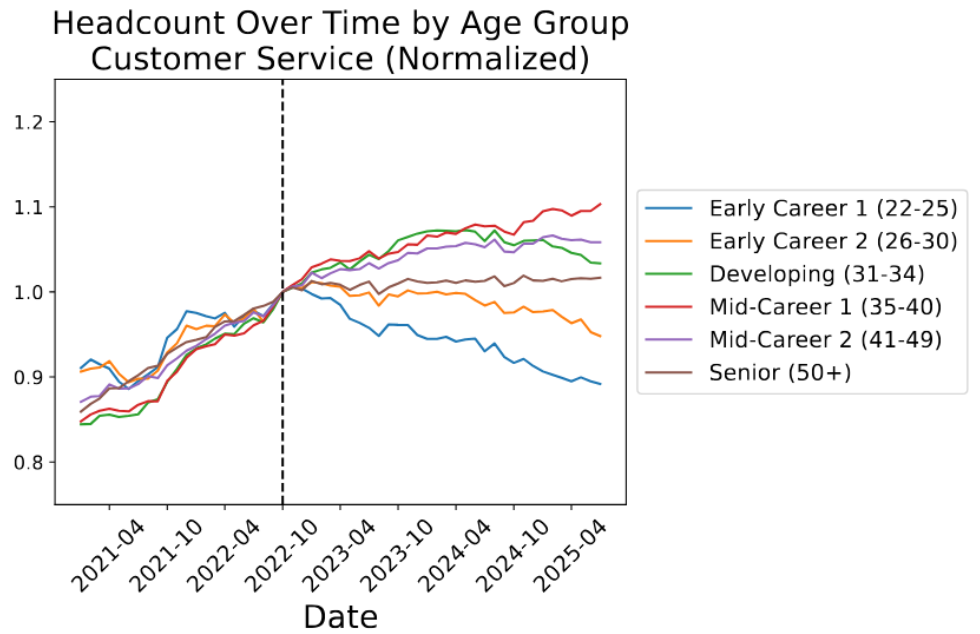 Headcount Over Time by Age Group
Customer Service (Normalized)
1.2
1.1
1.0
0.9
0.8
2021-04
2021-10
2022-04
2022-10
2023-04
2023-10
2024-04
2024-10
2025-04
Date
Early Career 1 (22-25)
Early Career 2 (26-30)
Developing (31-34)
Mid-Career 1 (35-40)
Mid-Career 2 (41-49)
Senior (50+)